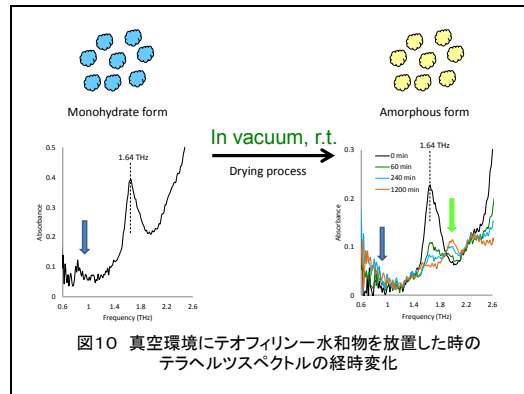 Monohydrate form
Amorphous form
In vacuum, r.t.
Drying process
1.64 THz
0.5
0.4
0.3
0.2
0.1
0
Absorbance
0.6 1 1.4 1.8 2.2 2.6
Frequency (THz)
1.64 THz
0 min
60 min
240 min
1200 min
0.3
0.2
0.1
0
Absorbance
0.6 1 1.4 1.8 2.2 2.6
Frequency (THz)
図10 真空環境にテオフィリン一水和物を放置した時の
テラヘルツスペクトルの経時変化